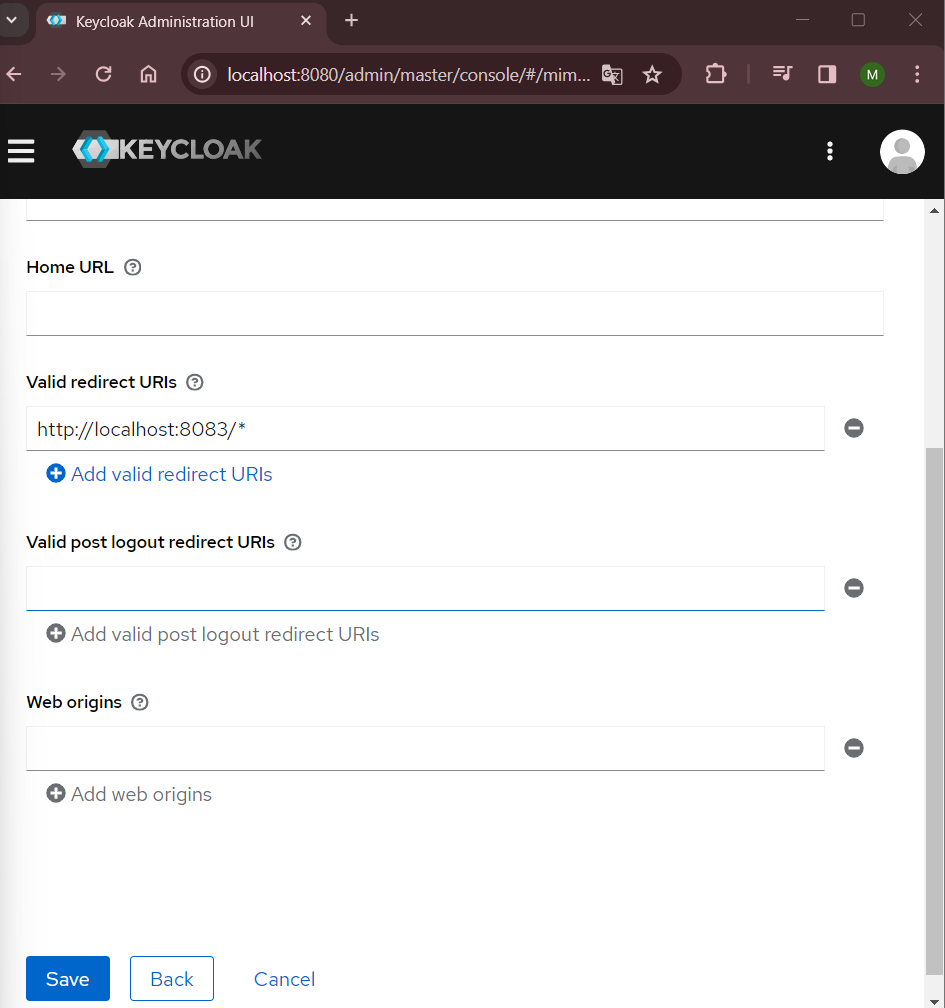 Keycloak Administration UI
localhost:8080/admin/master/console/#/mim...
M
KEYCLOAK
Home URL
Valid redirect URIs
http://localhost:8083/*
Add valid redirect URIs
Valid post logout redirect URIs
Add valid post logout redirect URIs
Web origins
Add web origins
Save Back Cancel